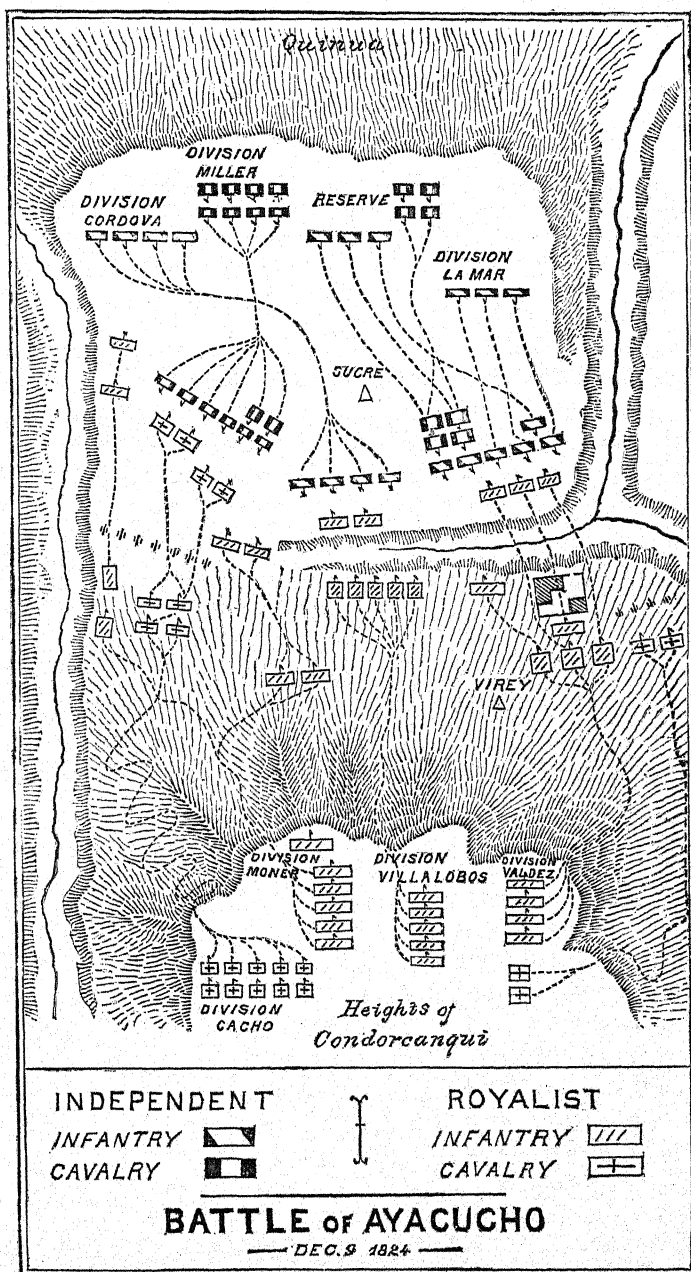 Quinua
DIVISION
MILLER
DIVISION
CORDOVA
RESERVE
DIVISION
LA MAR
SUCRE
VIREY
DIVISION
MONER
DIVISION
VILLALOBOS
DIVISION
VALDEZ
DIVISION
CACHO
Heights of
Condorcanqui
INDEPENDENT
INFANTRY
CAVALRY
ROYALIST
INFANTRY
CAVALRY
BATTLE OF AYACUCHO
DEC. 9 1824